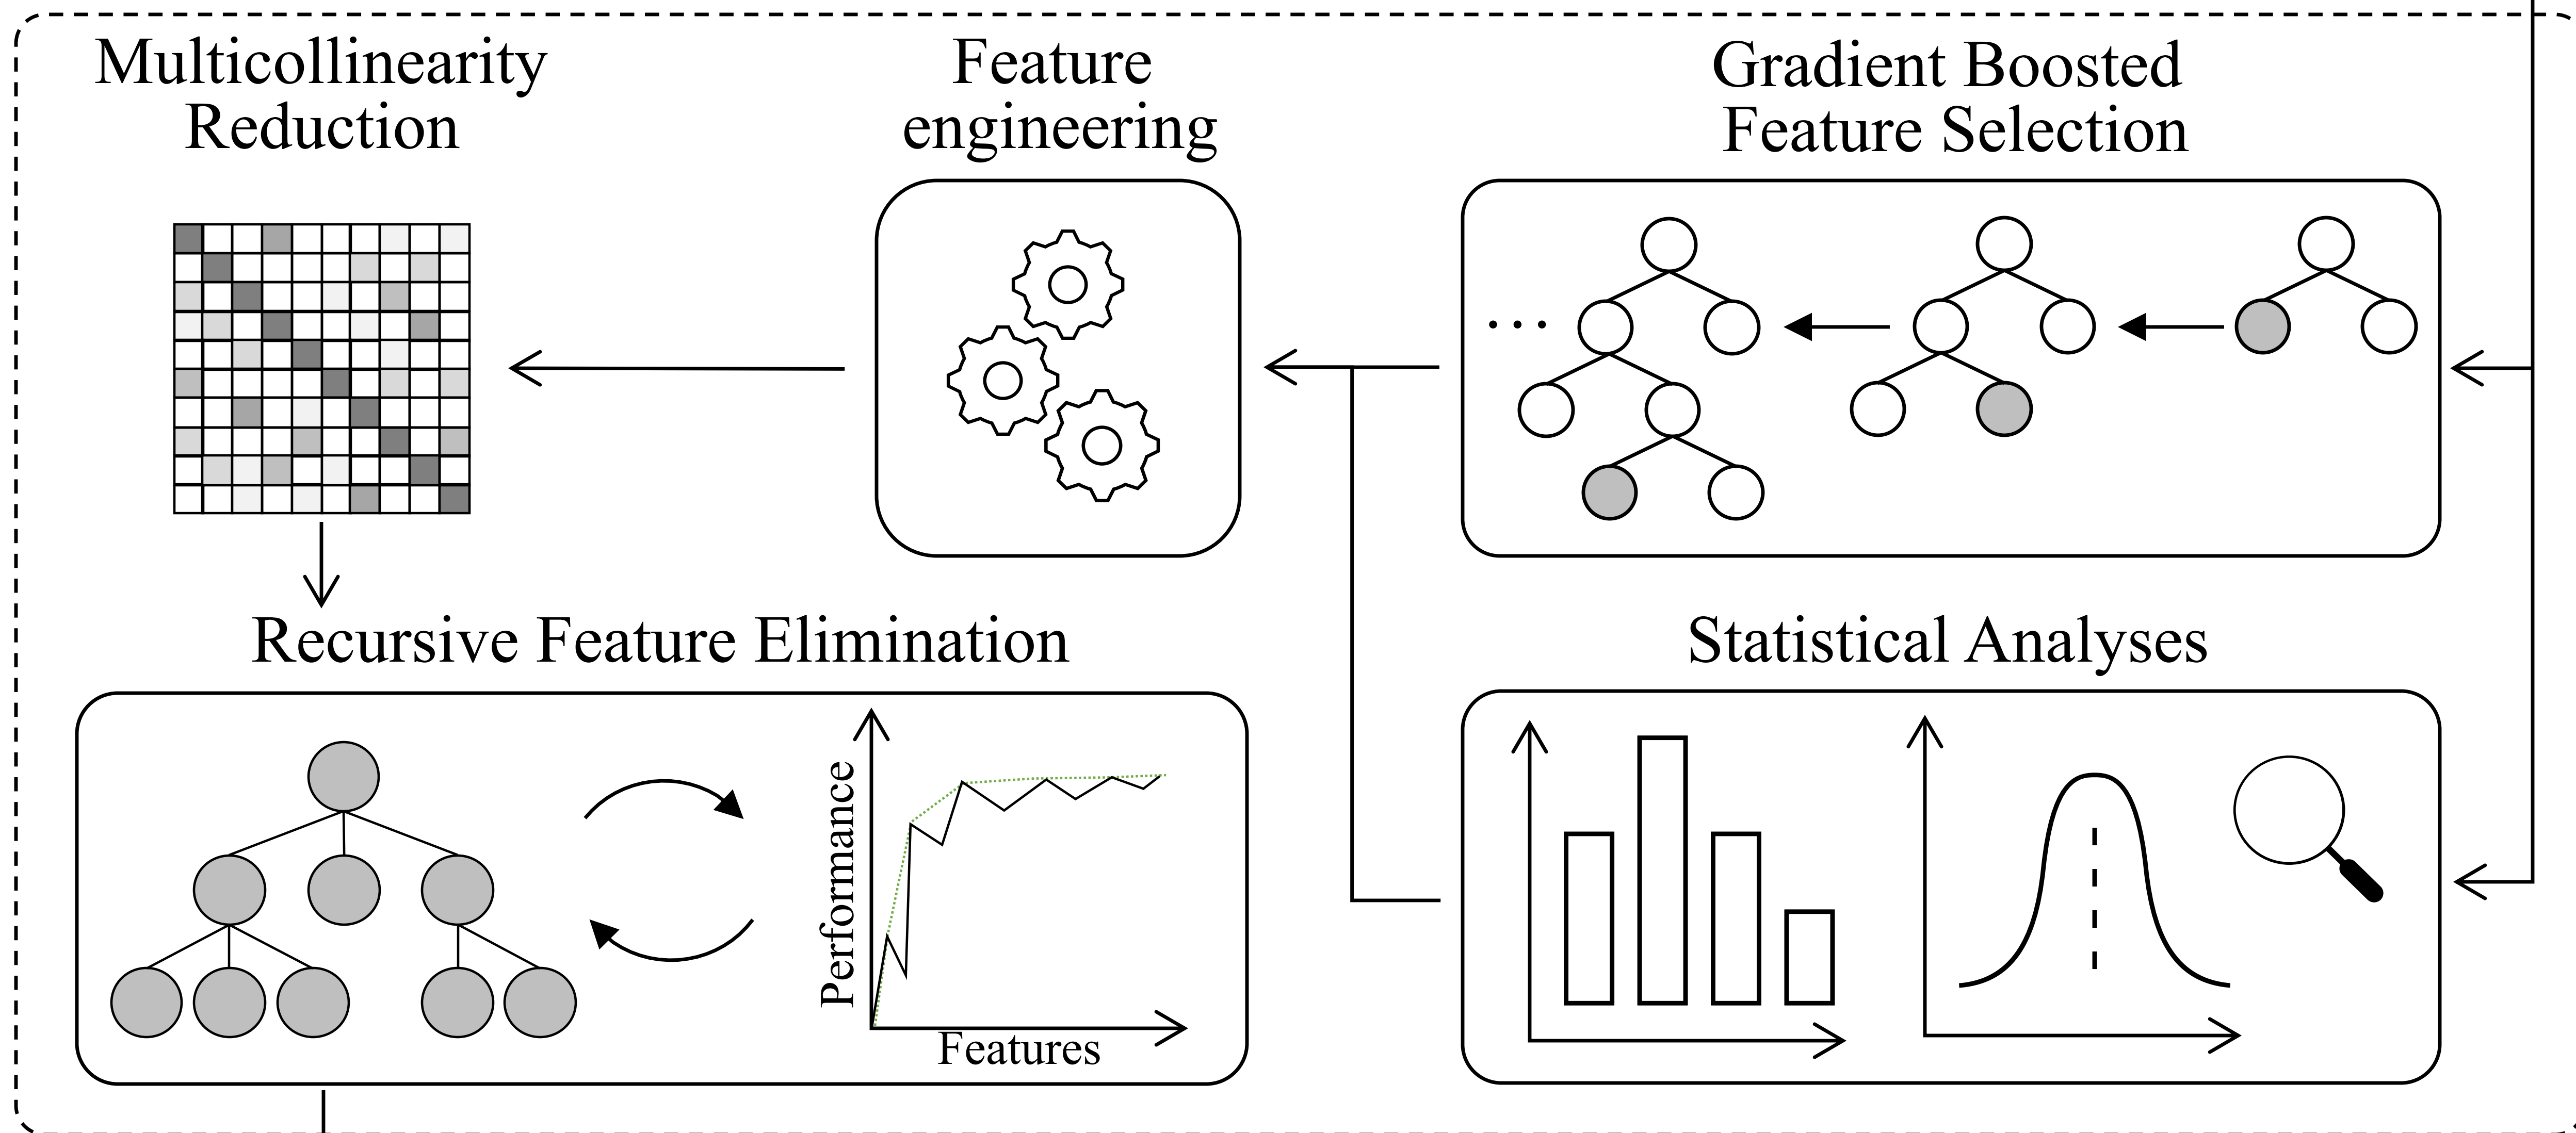 Multicollinearity
Reduction
Feature
engineering
Gradient Boosted
Feature Selection
Recursive Feature Elimination
Statistical Analyses
Performance
Features